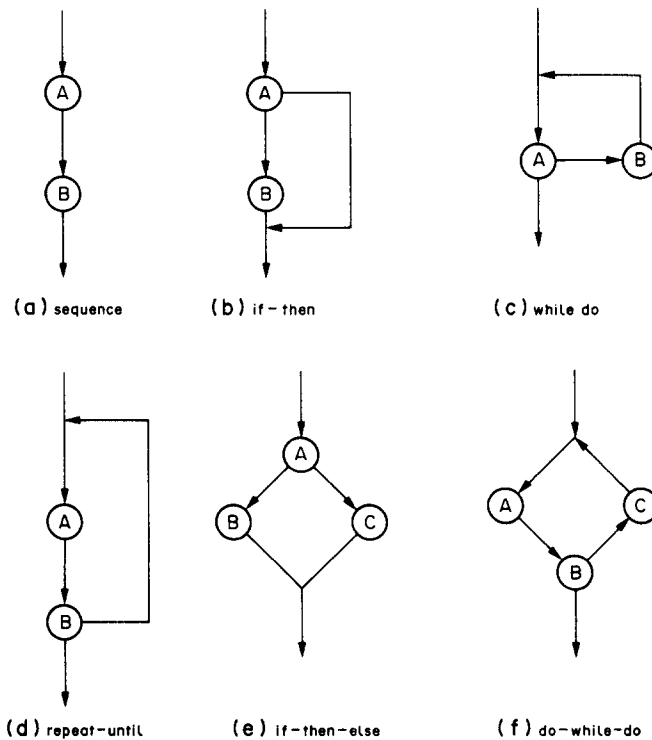 A
B
(a) sequence
A
B
(b) if-then
A
B
(c) while do
A
B
(d) repeat-until
A
B
C
(e) if-then-else
A
C
B
(f) do-while-do